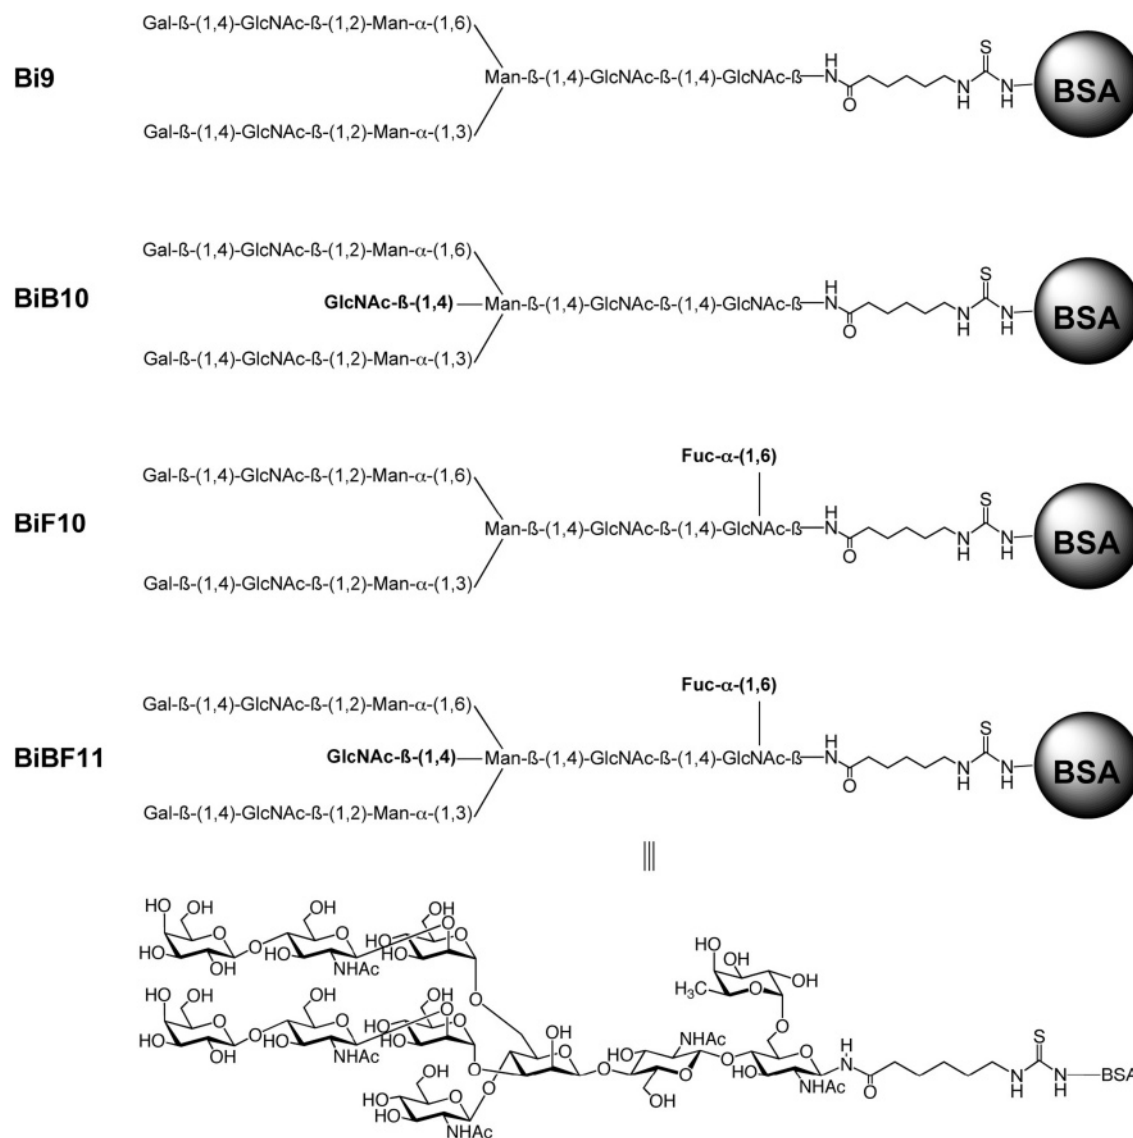 Gal-ß-(1,4)-GlcNAc-ß-(1,2)-Man-α-(1,6)
Bi9
Man-ß-(1,4)-GlcNAc-ß-(1,4)-GlcNAc-ß
H
N
O
S
N
H
N
H
BSA
Gal-ß-(1,4)-GlcNAc-ß-(1,2)-Man-α-(1,3)
Gal-ß-(1,4)-GlcNAc-ß-(1,2)-Man-α-(1,6)
BiB10
GlcNAc-ß-(1,4)
Man-ß-(1,4)-GlcNAc-ß-(1,4)-GlcNAc-ß
H
N
O
S
N
H
N
H
BSA
Gal-ß-(1,4)-GlcNAc-ß-(1,2)-Man-α-(1,3)
Fuc-α-(1,6)
Gal-ß-(1,4)-GlcNAc-ß-(1,2)-Man-α-(1,6)
BiF10
Man-ß-(1,4)-GlcNAc-ß-(1,4)-GlcNAc-ß
H
N
O
S
N
H
N
H
BSA
Gal-ß-(1,4)-GlcNAc-ß-(1,2)-Man-α-(1,3)
Fuc-α-(1,6)
Gal-ß-(1,4)-GlcNAc-ß-(1,2)-Man-α-(1,6)
BiBF11
GlcNAc-ß-(1,4)
Man-ß-(1,4)-GlcNAc-ß-(1,4)-GlcNAc-ß
H
N
O
S
N
H
N
H
BSA
Gal-ß-(1,4)-GlcNAc-ß-(1,2)-Man-α-(1,3)
HO OH OH OH
O O O O
HO OH O HO NHAc HO HO
HO OH OH OH
O O O O
HO OH O HO NHAc HO HO
O
O
OH
HO
HO
OH
O
NHAc
O
HO
O
OH
O
HO
NHAc
O
OH
O
HO
HO
H₃C
O
OH
O
O
O
HO
NHAc
H
N
O
S
N
H
N
H
BSA